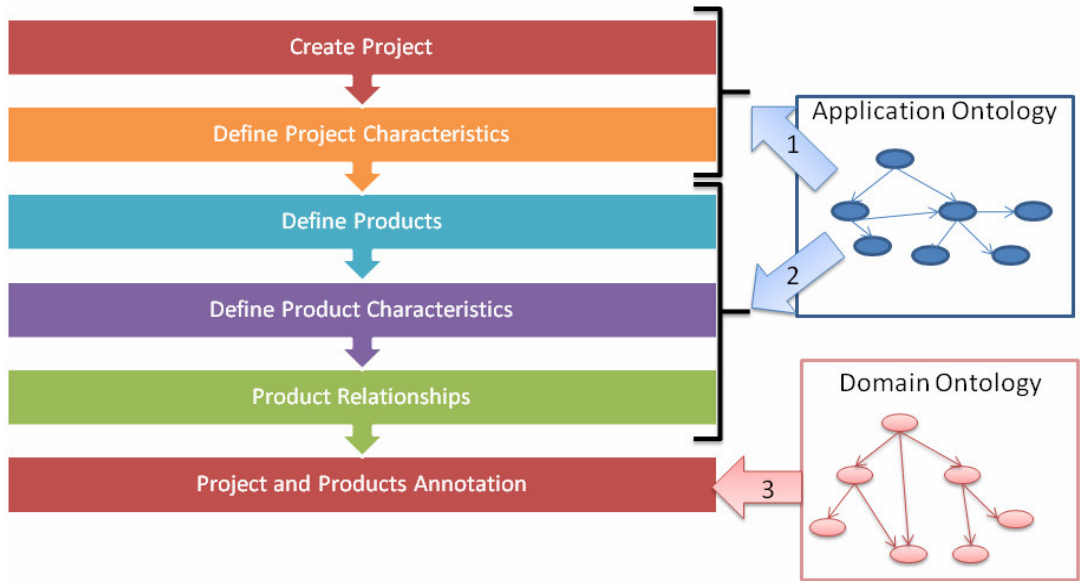 Create Project
Define Project Characteristics
Define Products
Define Product Characteristics
Product Relationships
Project and Products Annotation
Application Ontology
1
2
Domain Ontology
3